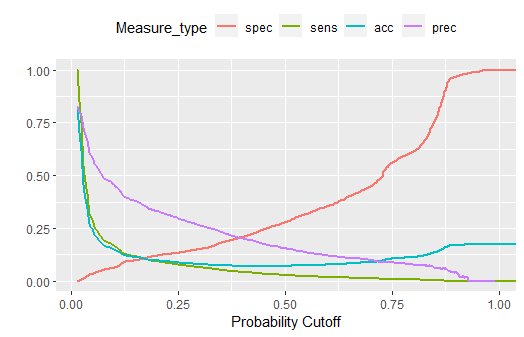 Measure_type spec sens acc prec
1.00
0.75
0.50
0.25
0.00
0.00 0.25 0.50 0.75 1.00
Probability Cutoff